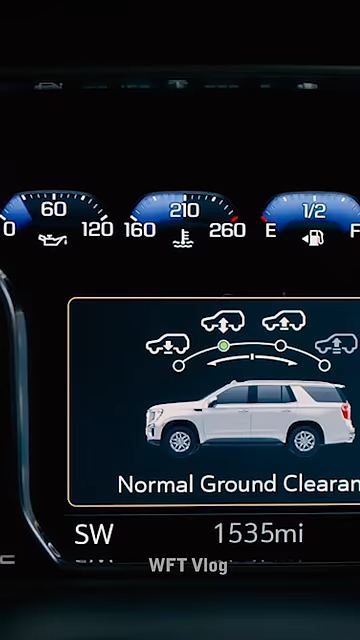 60 210 1/2
0 120 160 260 E F
Normal Ground Clearan
SW 1535mi
WFT Vlog